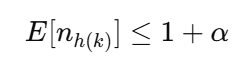 E[n_{h(k)}] ≤ 1 + α